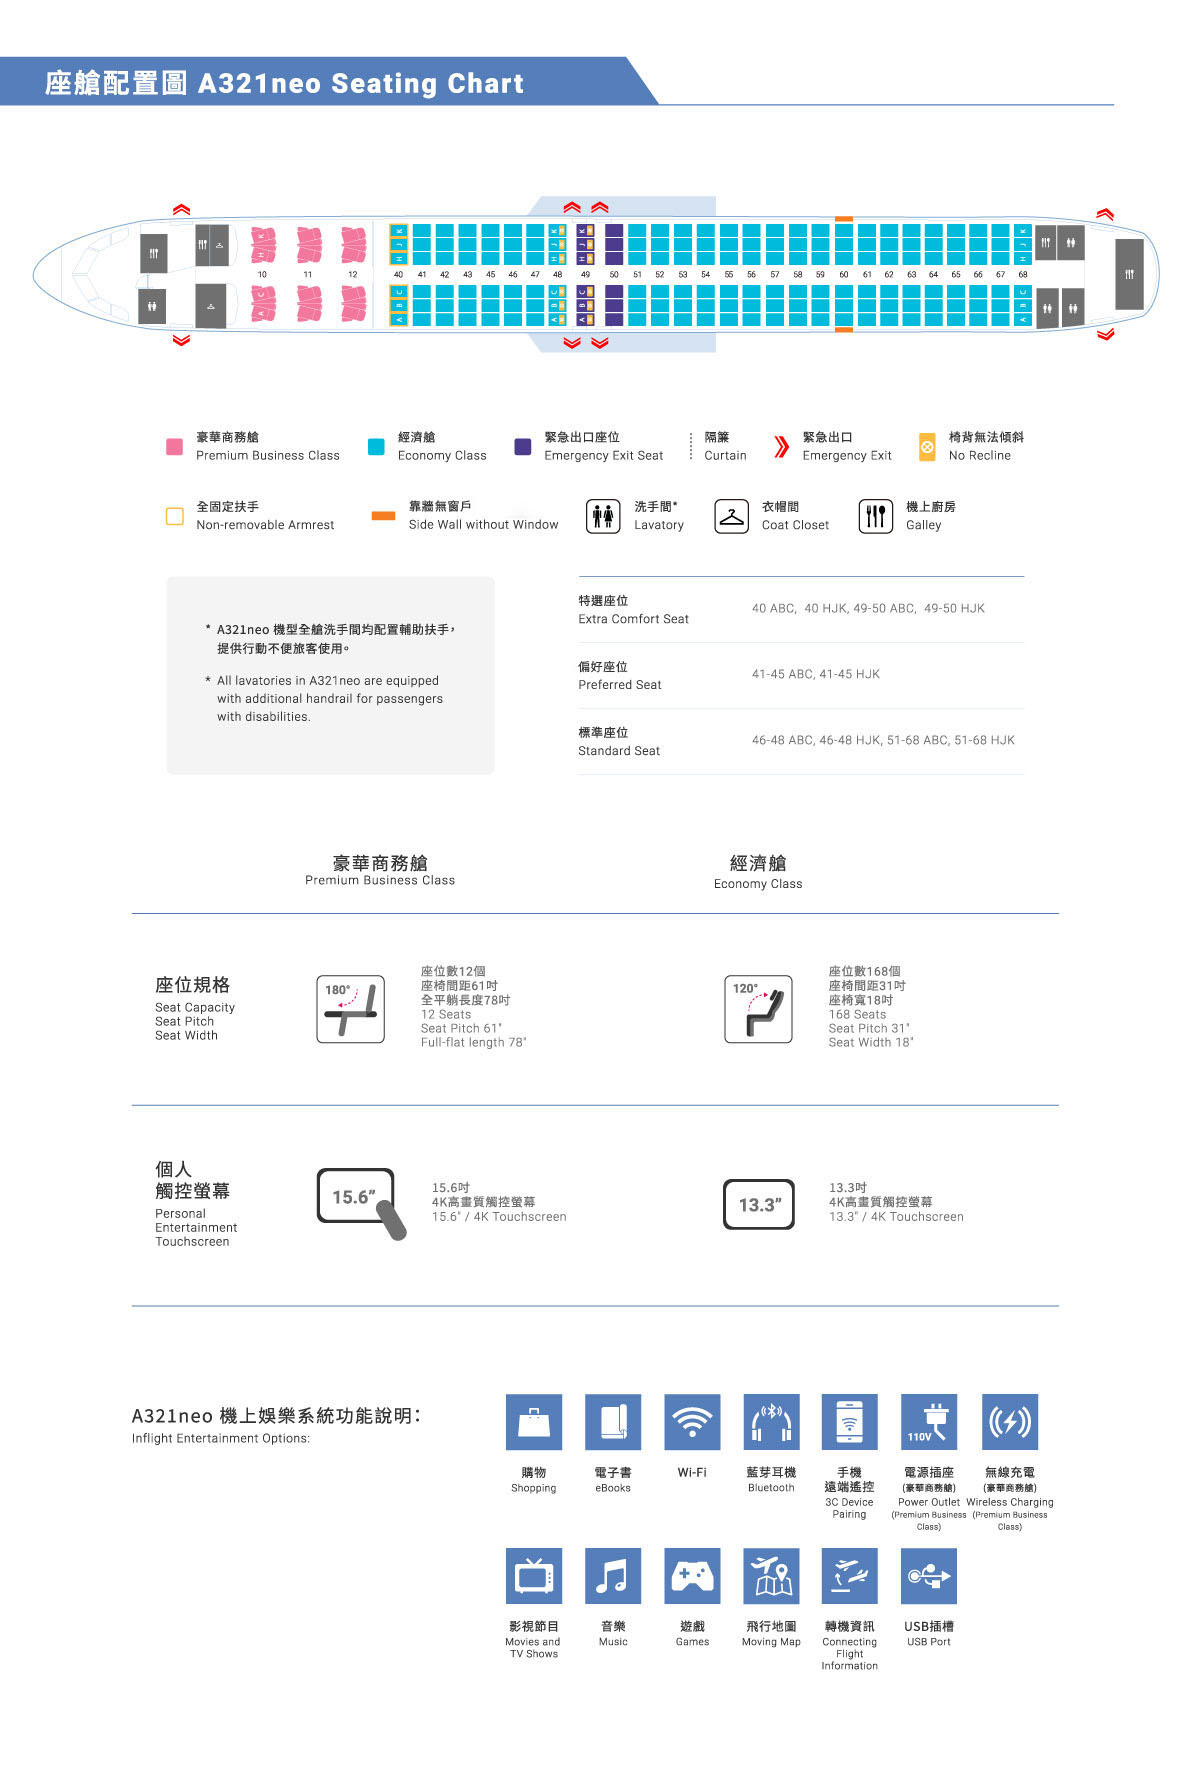 座艙配置圖 A321neo Seating Chart
K K K K K
J J J J
H H H H H
10 11 12 40 41 42 43 45 46 47 48 49 50 51 52 53 54 55 56 57 58 59 60 61 62 63 64 65 66 67 68
C C C C C
B B B B
A A A A A
豪華商務艙
Premium Business Class
經濟艙
Economy Class
緊急出口座位
Emergency Exit Seat
隔簾
Curtain
緊急出口
Emergency Exit
椅背無法傾斜
No Recline
全固定扶手
Non-removable Armrest
靠牆無窗戶
Side Wall without Window
洗手間*
Lavatory
衣帽間
Coat Closet
機上廚房
Galley
* A321neo 機型全艙洗手間均配置輔助扶手，
提供行動不便旅客使用。
* All lavatories in A321neo are equipped
with additional handrail for passengers
with disabilities.
特選座位
Extra Comfort Seat
40 ABC, 40 HJK, 49-50 ABC, 49-50 HJK
偏好座位
Preferred Seat
41-45 ABC, 41-45 HJK
標準座位
Standard Seat
46-48 ABC, 46-48 HJK, 51-68 ABC, 51-68 HJK
豪華商務艙
Premium Business Class
經濟艙
Economy Class
座位規格
Seat Capacity
Seat Pitch
Seat Width
180°
座位數12個
座椅間距61吋
全平躺長度78吋
12 Seats
Seat Pitch 61"
Full-flat length 78"
120°
座位數168個
座椅間距31吋
座椅寬18吋
168 Seats
Seat Pitch 31"
Seat Width 18"
個人
觸控螢幕
Personal
Entertainment
Touchscreen
15.6”
15.6吋
4K高畫質觸控螢幕
15.6" / 4K Touchscreen
13.3”
13.3吋
4K高畫質觸控螢幕
13.3" / 4K Touchscreen
A321neo 機上娛樂系統功能說明：
Inflight Entertainment Options:
購物
Shopping
電子書
eBooks
Wi-Fi
藍芽耳機
Bluetooth
手機
遠端遙控
3C Device
Pairing
110V
電源插座
(豪華商務艙)
Power Outlet
(Premium Business
Class)
無線充電
(豪華商務艙)
Wireless Charging
(Premium Business
Class)
影視節目
Movies and
TV Shows
音樂
Music
遊戲
Games
飛行地圖
Moving Map
轉機資訊
Connecting
Flight
Information
USB插槽
USB Port